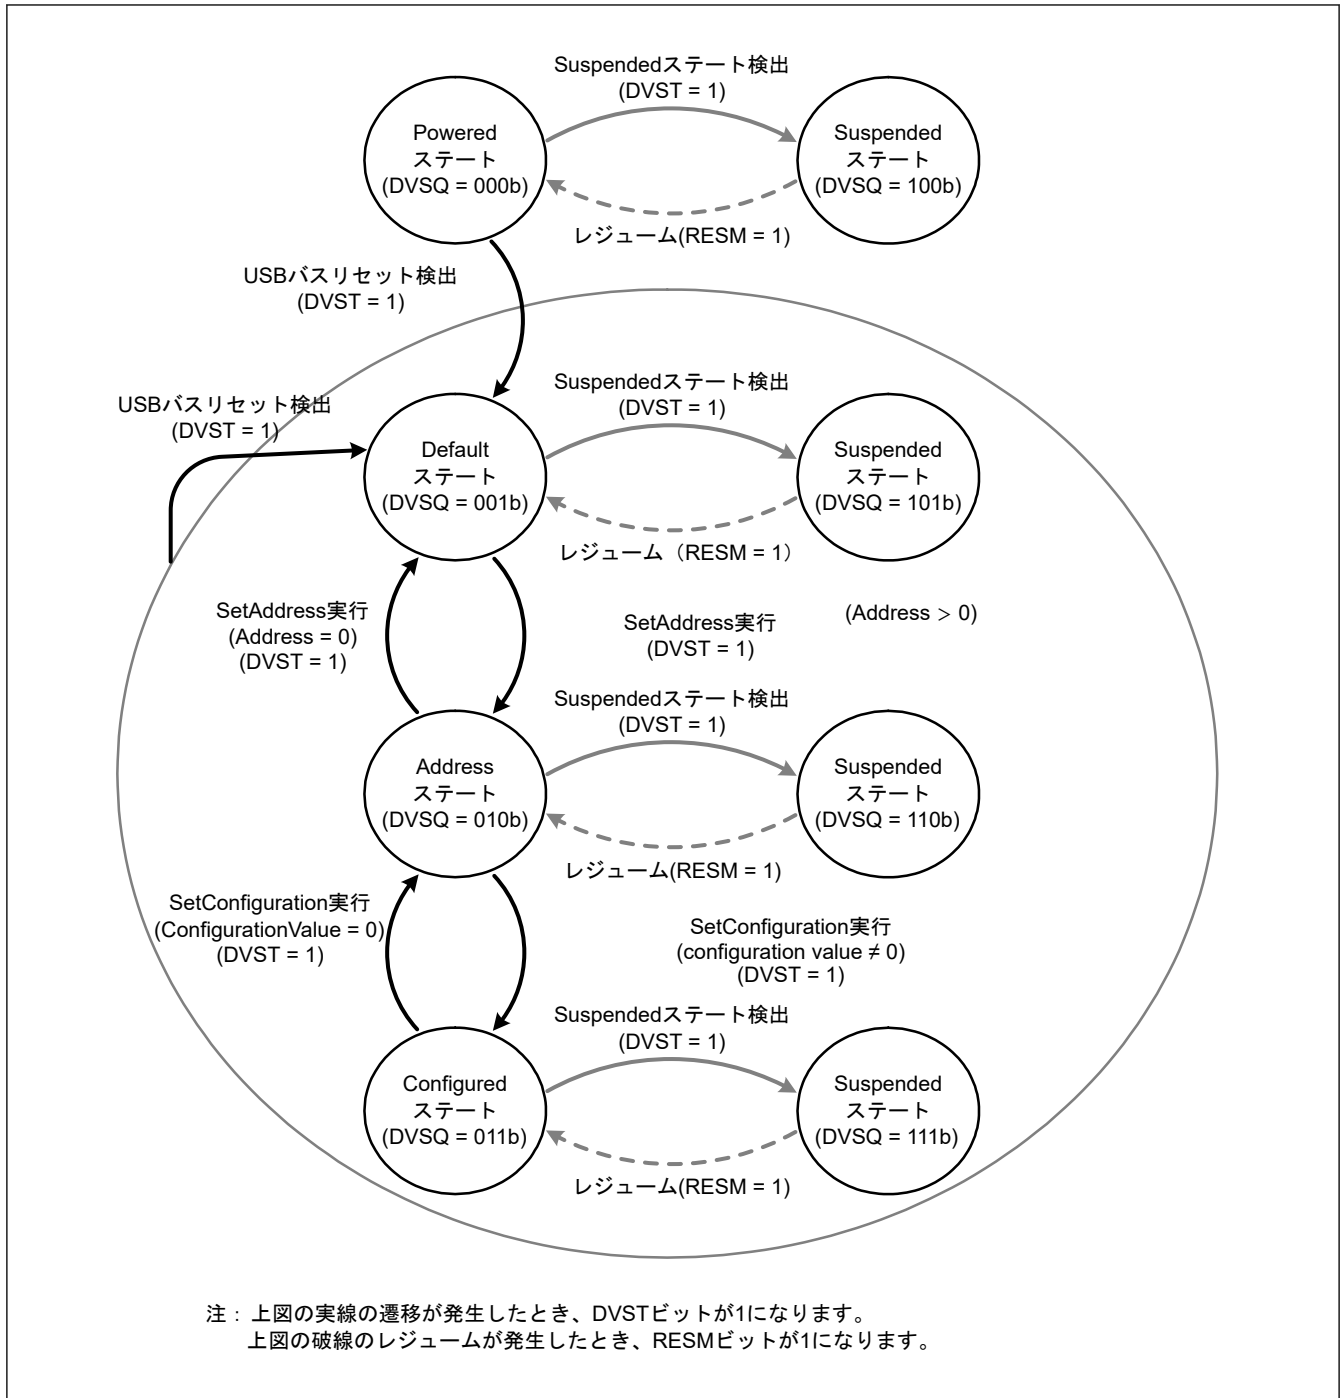 Suspendedステート検出
(DVST = 1)
Powered
ステート
(DVSQ = 000b)
Suspended
ステート
(DVSQ = 100b)
レジューム(RESM = 1)
USBバスリセット検出
(DVST = 1)
USBバスリセット検出
(DVST = 1)
Suspendedステート検出
(DVST = 1)
Default
ステート
(DVSQ = 001b)
Suspended
ステート
(DVSQ = 101b)
レジューム（RESM = 1）
SetAddress実行
(Address = 0)
(DVST = 1)
SetAddress実行
(DVST = 1)
(Address > 0)
Suspendedステート検出
(DVST = 1)
Address
ステート
(DVSQ = 010b)
Suspended
ステート
(DVSQ = 110b)
レジューム(RESM = 1)
SetConfiguration実行
(ConfigurationValue = 0)
(DVST = 1)
SetConfiguration実行
(configuration value ≠ 0)
(DVST = 1)
Suspendedステート検出
(DVST = 1)
Configured
ステート
(DVSQ = 011b)
Suspended
ステート
(DVSQ = 111b)
レジューム(RESM = 1)
注：上図の実線の遷移が発生したとき、DVSTビットが1になります。
上図の破線のレジュームが発生したとき、RESMビットが1になります。